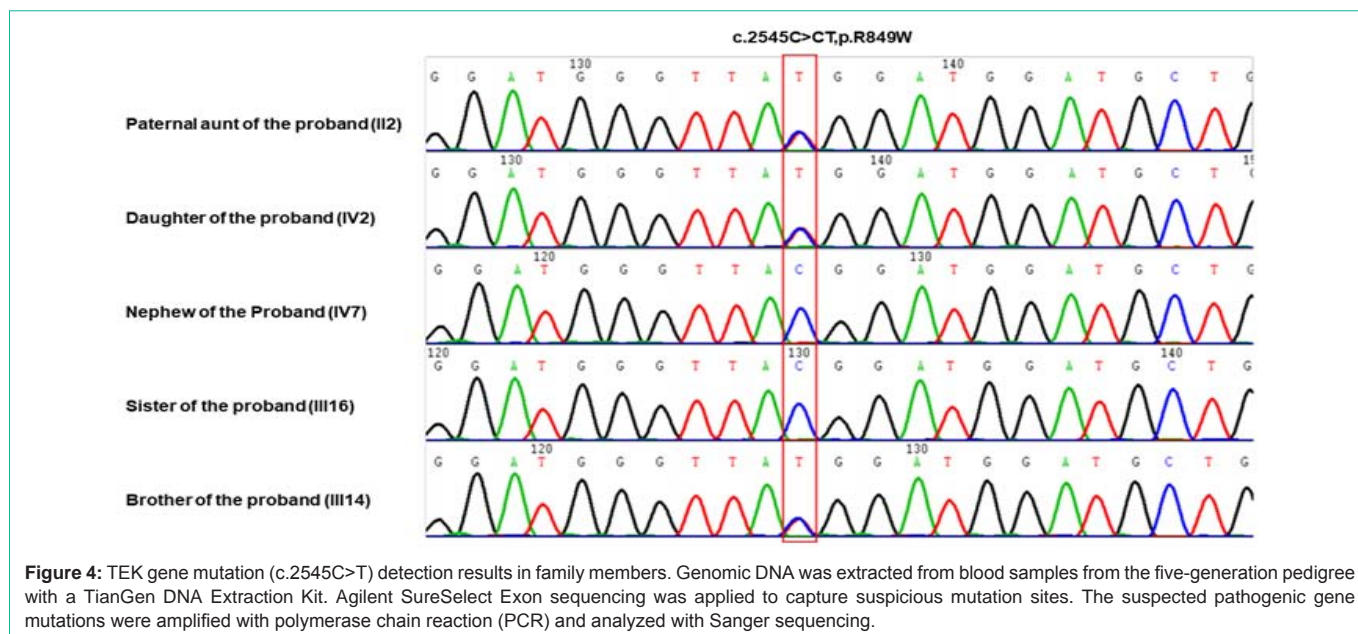 c.2545C>CT,p.R849W
130 140
G G A T G G G T T A T G G A T G G A T G C T G
Paternal aunt of the proband (II2)
130 140 15
G G A T G G G T T A T G G A T G G A T G C T G
Daughter of the proband (IV2)
120 130
G G A T G G G T T A C G G A T G G A T G C T G
Nephew of the Proband (IV7)
120 130 140
G G A T G G G T T A C G G A T G G A T G C T G
Sister of the proband (III16)
120 130
G G A T G G G T T A T G G A T G G A T G C T G
Brother of the proband (III14)
Figure 4: TEK gene mutation (c.2545C>T) detection results in family members. Genomic DNA was extracted from blood samples from the five-generation pedigree
with a TianGen DNA Extraction Kit. Agilent SureSelect Exon sequencing was applied to capture suspicious mutation sites. The suspected pathogenic gene
mutations were amplified with polymerase chain reaction (PCR) and analyzed with Sanger sequencing.